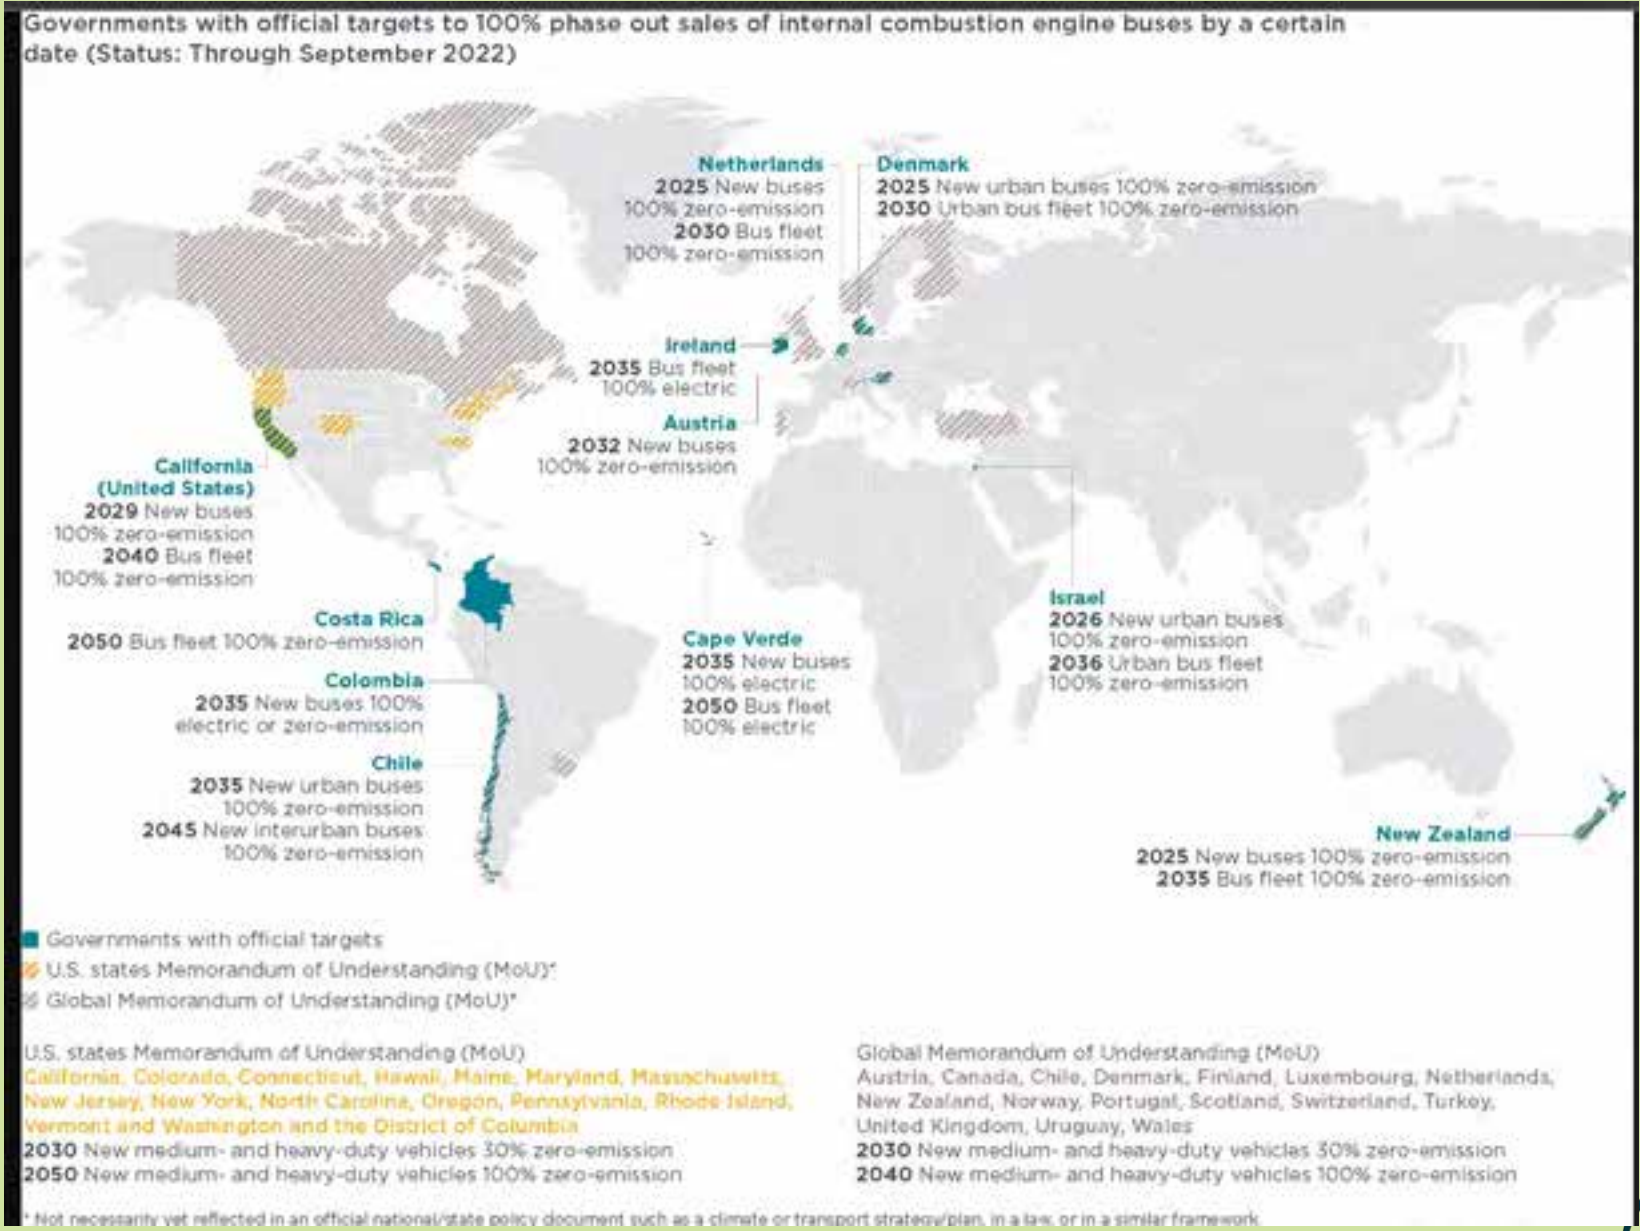 Governments with official targets to 100% phase out sales of internal combustion engine buses by a certain
date (Status: Through September 2022)
Netherlands
2025 New buses
100% zero-emission
2030 Bus fleet
100% zero-emission
Denmark
2025 New urban buses 100% zero-emission
2030 Urban bus fleet 100% zero-emission
Ireland
2035 Bus fleet
100% electric
Austria
2032 New buses
100% zero-emission
California
(United States)
2029 New buses
100% zero-emission
2040 Bus fleet
100% zero-emission
Costa Rica
2050 Bus fleet 100% zero-emission
Colombia
2035 New buses 100%
electric or zero-emission
Chile
2035 New urban buses
100% zero-emission
2045 New interurban buses
100% zero-emission
Cape Verde
2035 New buses
100% electric
2050 Bus fleet
100% electric
Israel
2026 New urban buses
100% zero-emission
2036 Urban bus fleet
100% zero-emission
New Zealand
2025 New buses 100% zero-emission
2035 Bus fleet 100% zero-emission
Governments with official targets
U.S. states Memorandum of Understanding (MoU)*
Global Memorandum of Understanding (MoU)*
U.S. states Memorandum of Understanding (MoU)
California, Colorado, Connecticut, Hawaii, Maine, Maryland, Massachusetts,
New Jersey, New York, North Carolina, Oregon, Pennsylvania, Rhode Island,
Vermont and Washington and the District of Columbia
2030 New medium- and heavy-duty vehicles 30% zero-emission
2050 New medium- and heavy-duty vehicles 100% zero-emission
Global Memorandum of Understanding (MoU)
Austria, Canada, Chile, Denmark, Finland, Luxembourg, Netherlands,
New Zealand, Norway, Portugal, Scotland, Switzerland, Turkey,
United Kingdom, Uruguay, Wales
2030 New medium- and heavy-duty vehicles 30% zero-emission
2040 New medium- and heavy-duty vehicles 100% zero-emission
* Not necessarily yet reflected in an official national/state policy document such as a climate or transport strategy/plan, in a law, or in a similar framework.